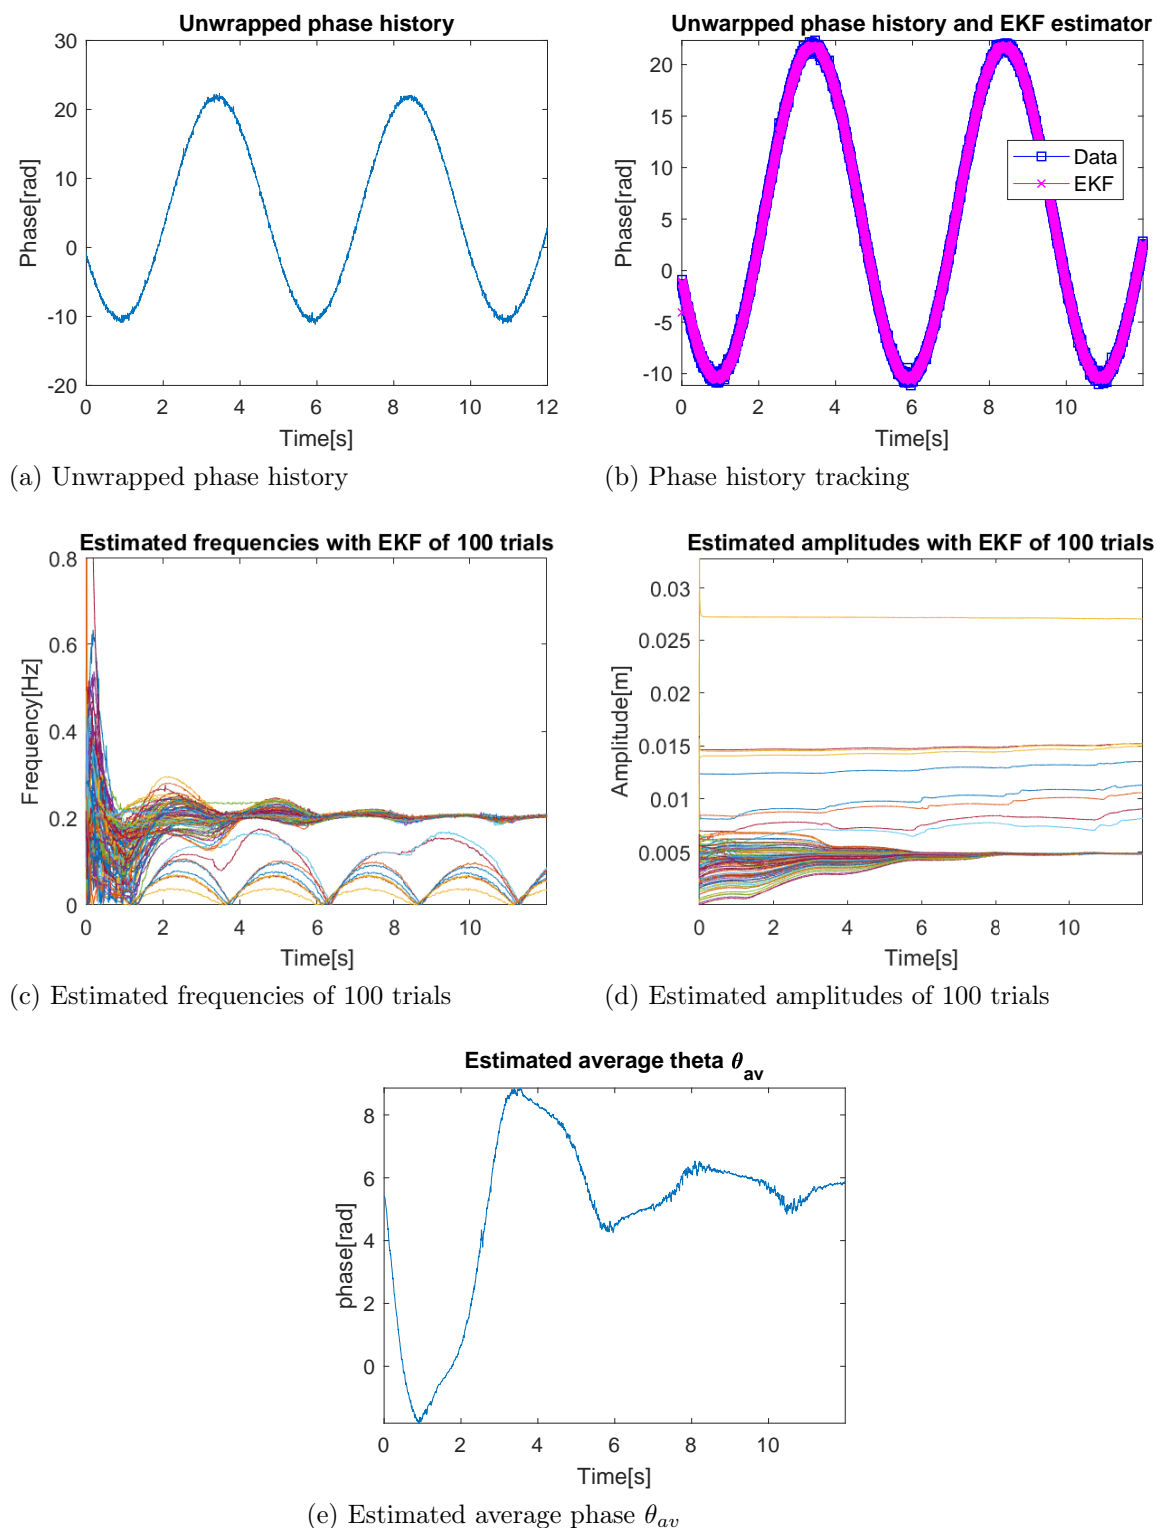 Unwrapped phase history
30
20
10
0
-10
-20
Phase[rad]
0 2 4 6 8 10 12
Time[s]
(a) Unwrapped phase history
Unwarpped phase history and EKF estimator
20
15
10
5
0
-5
-10
Phase[rad]
Data
EKF
0 2 4 6 8 10
Time[s]
(b) Phase history tracking
Estimated frequencies with EKF of 100 trials
0.8
0.6
0.4
0.2
0
Frequency[Hz]
0 2 4 6 8 10
Time[s]
(c) Estimated frequencies of 100 trials
Estimated amplitudes with EKF of 100 trials
0.03
0.025
0.02
0.015
0.01
0.005
Amplitude[m]
0 2 4 6 8 10
Time[s]
(d) Estimated amplitudes of 100 trials
Estimated average theta θ_av
8
6
4
2
0
phase[rad]
0 2 4 6 8 10
Time[s]
(e) Estimated average phase θ_av